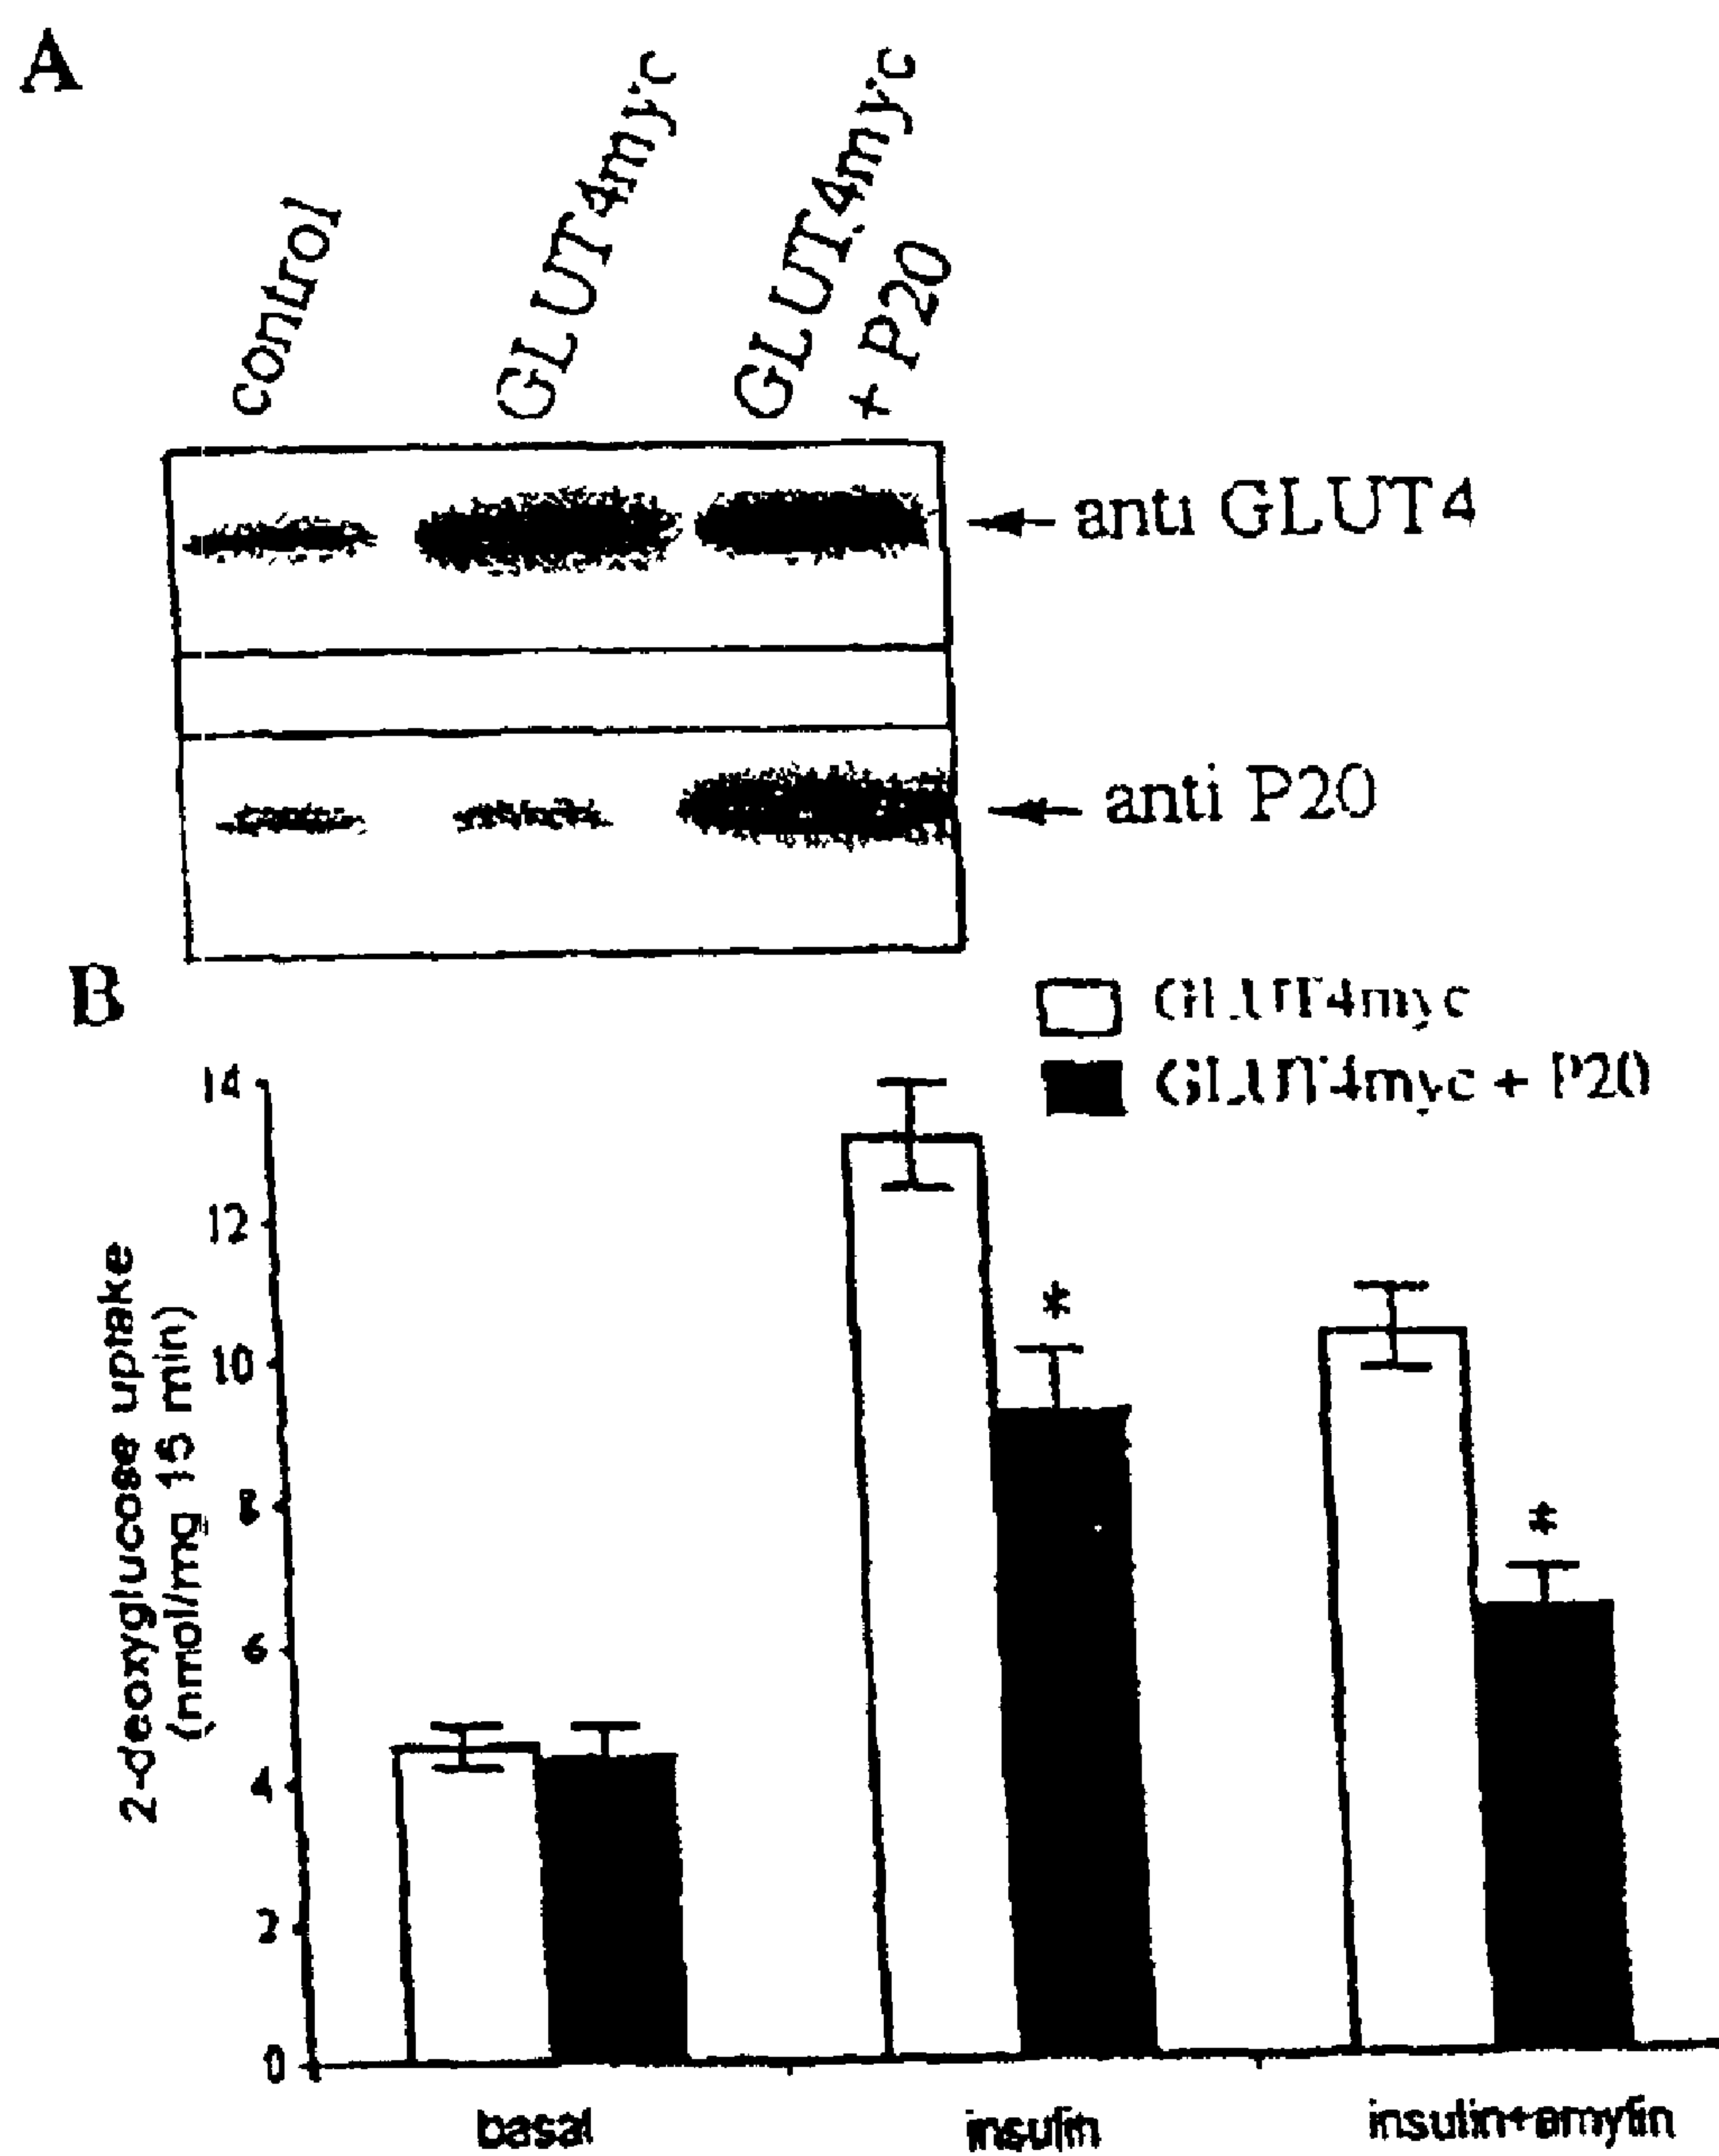 A
control
GLUT4myc
GLUT4myc
+ P20
anti GLUT4
anti P20
B
GLUT4myc
GLUT4myc + P20
14
12
10
8
6
4
2
0
2-deoxyglucose uptake
(nmol/mg 15 min)
*
*
basal
insulin
insulin+amylin